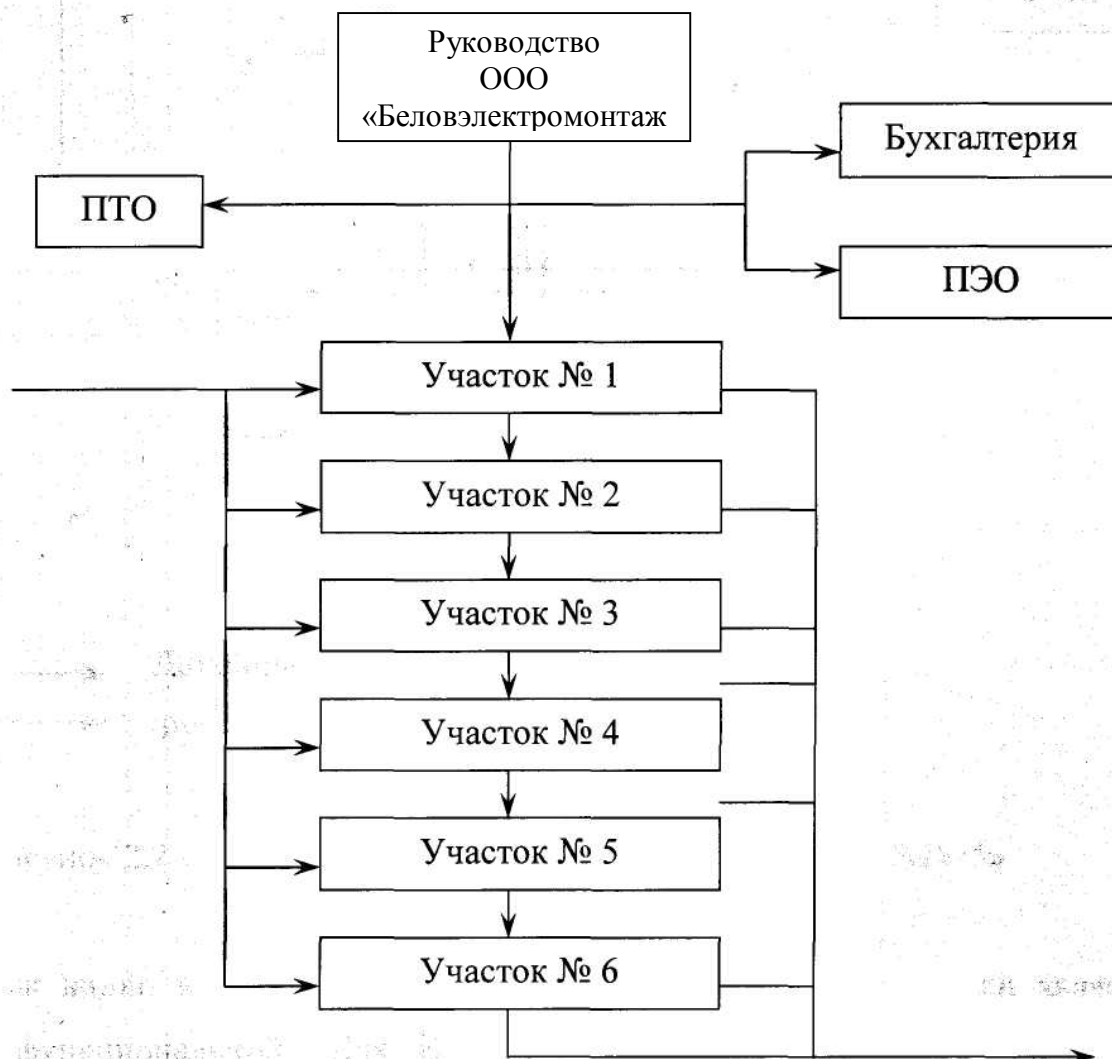 Руководство
ООО
«Беловэлектромонтаж
Бухгалтерия
ПТО
ПЭО
Участок № 1
Участок № 2
Участок № 3
Участок № 4
Участок № 5
Участок № 6